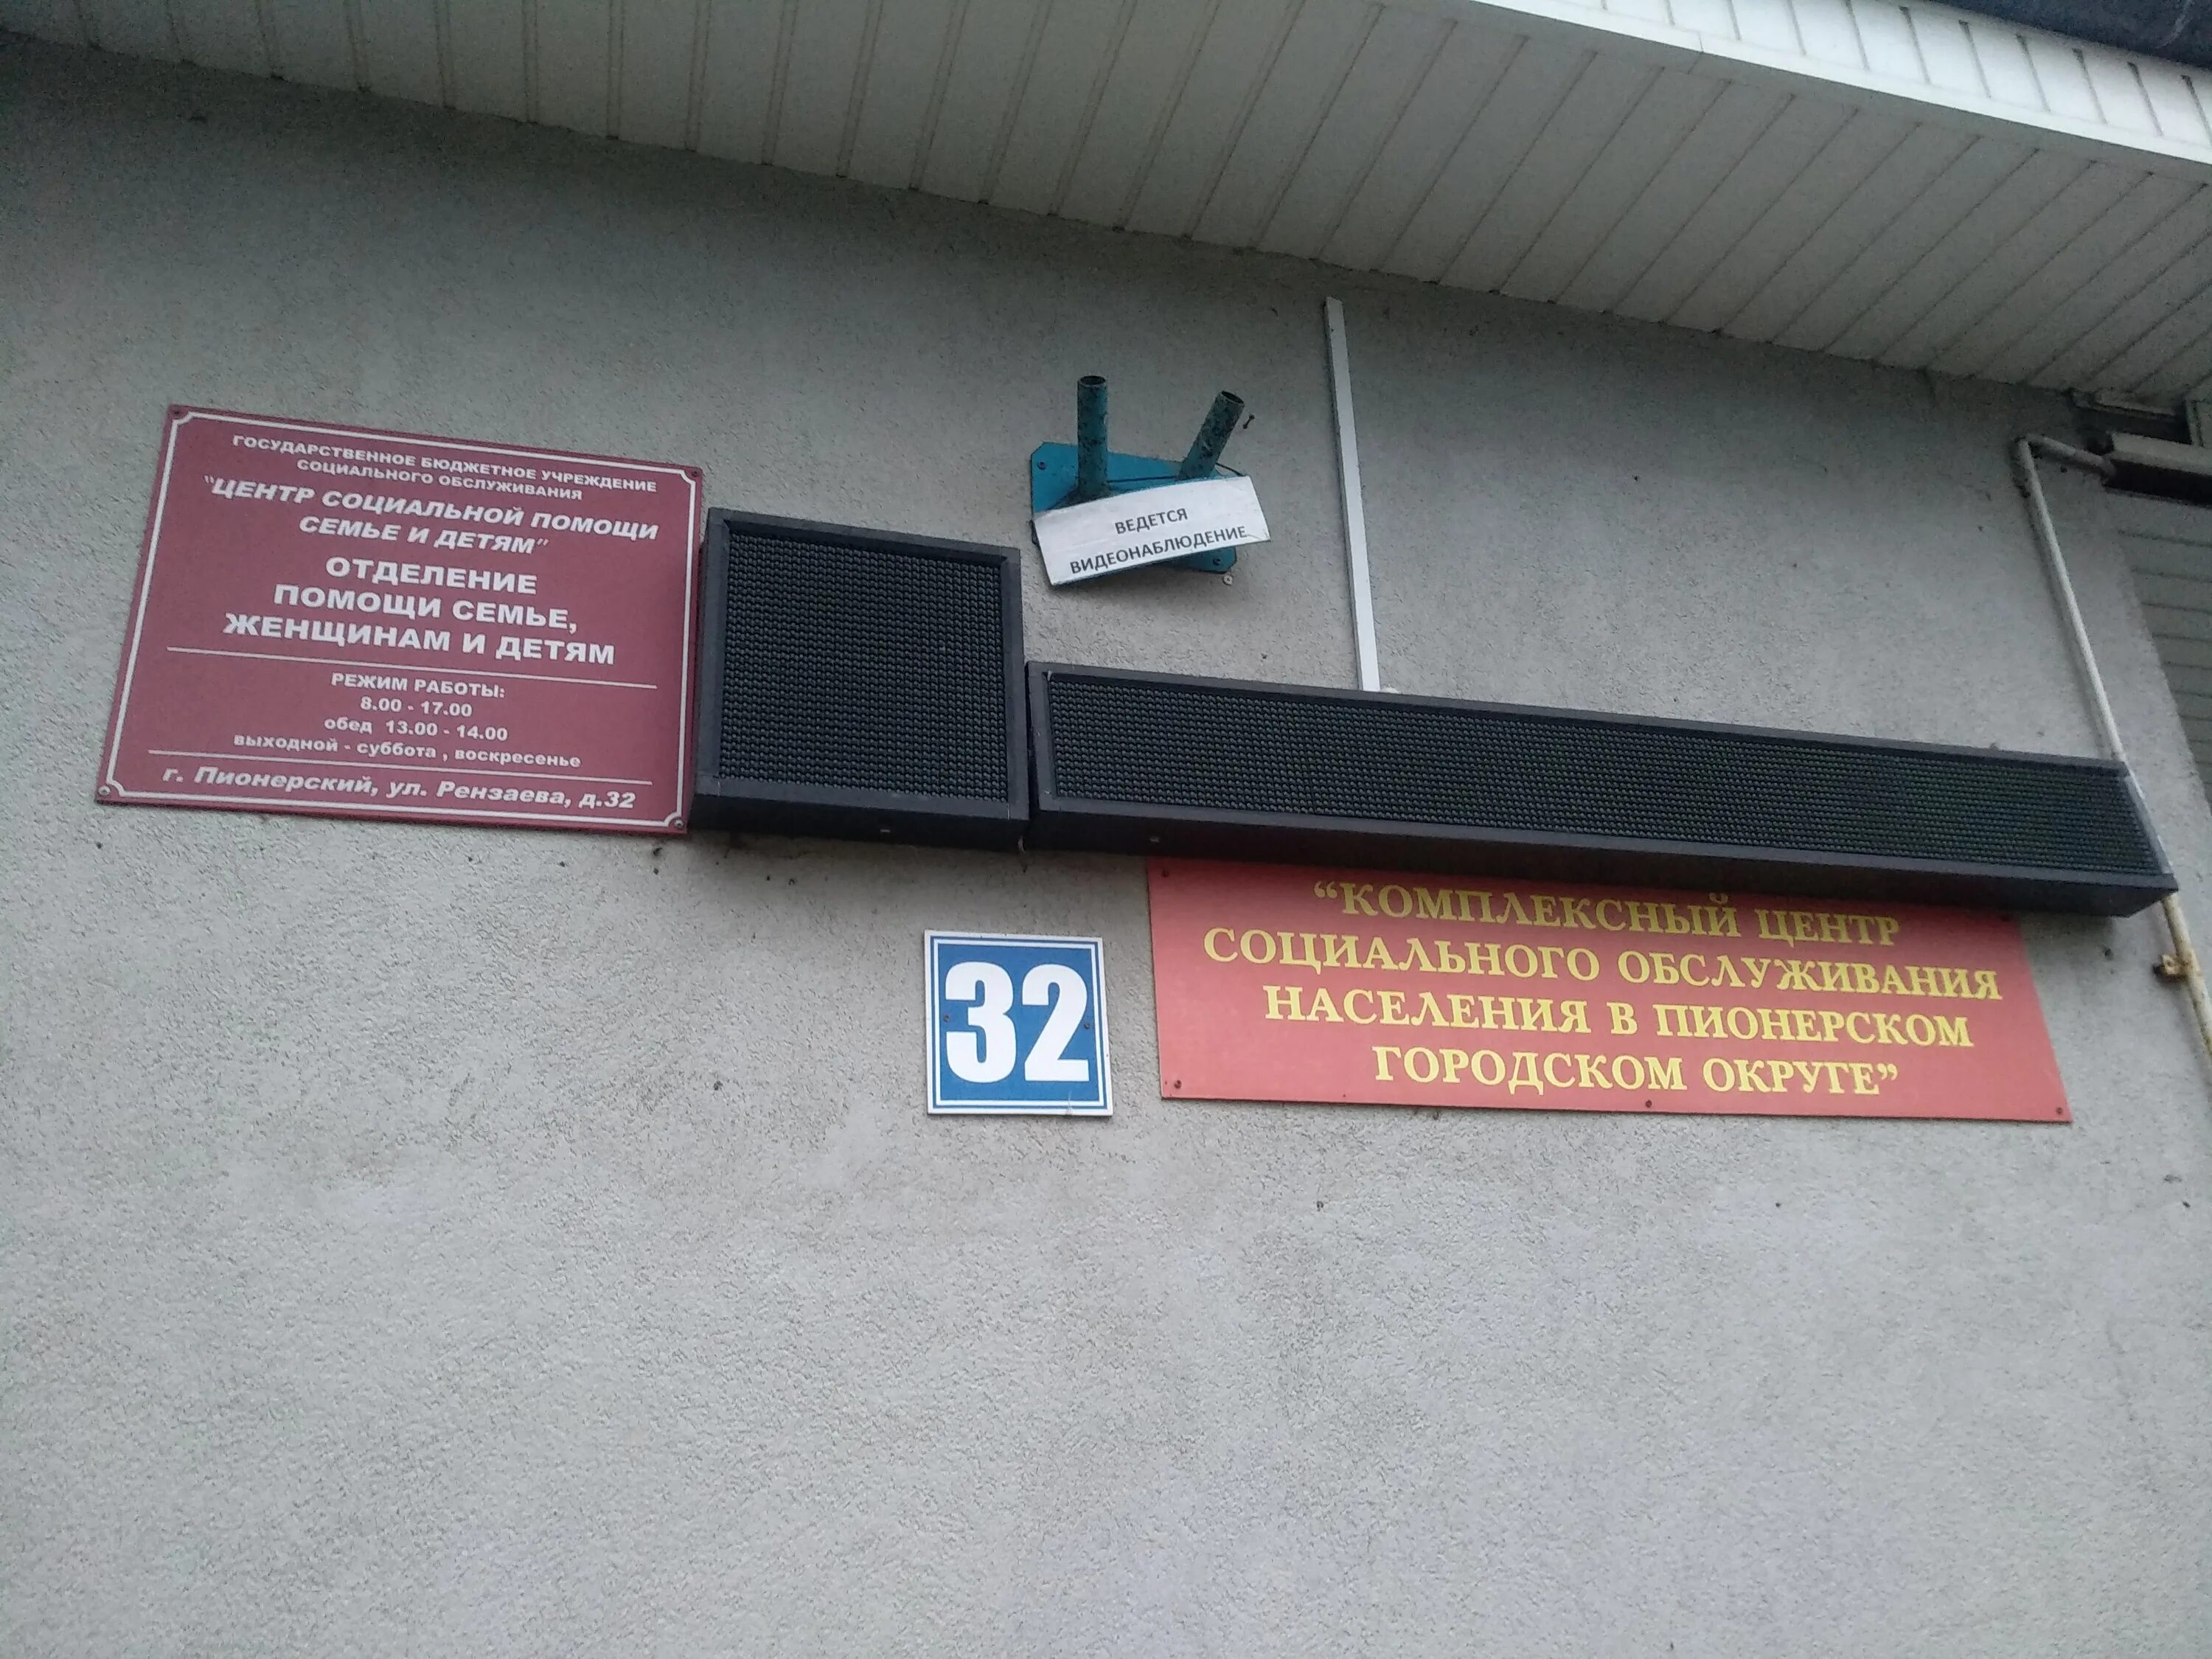 ГОСУДАРСТВЕННОЕ БЮДЖЕТНОЕ УЧРЕЖДЕНИЕ
СОЦИАЛЬНОГО ОБСЛУЖИВАНИЯ
"ЦЕНТР СОЦИАЛЬНОЙ ПОМОЩИ
СЕМЬЕ И ДЕТЯМ"
ОТДЕЛЕНИЕ
ПОМОЩИ СЕМЬЕ,
ЖЕНЩИНАМ И ДЕТЯМ
РЕЖИМ РАБОТЫ:
8.00 - 17.00
обед 13.00 - 14.00
выходной - суббота , воскресенье
г. Пионерский, ул. Рензаева, д.32
ВЕДЕТСЯ
ВИДЕОНАБЛЮДЕНИЕ
32
“КОМПЛЕКСНЫЙ ЦЕНТР
СОЦИАЛЬНОГО ОБСЛУЖИВАНИЯ
НАСЕЛЕНИЯ В ПИОНЕРСКОМ
ГОРОДСКОМ ОКРУГЕ”